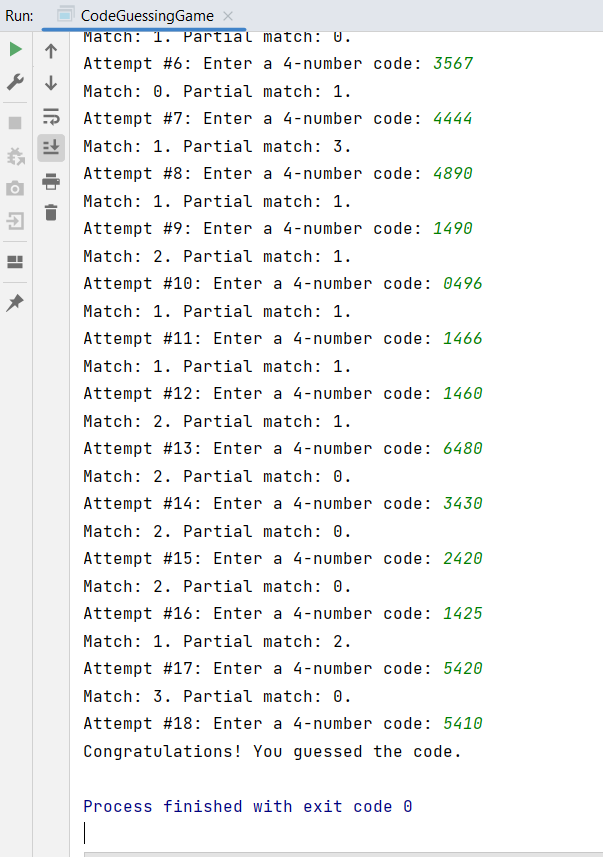 Run: CodeGuessingGame
Match: 1. Partial match: 0.
Attempt #6: Enter a 4-number code: 3567
Match: 0. Partial match: 1.
Attempt #7: Enter a 4-number code: 4444
Match: 1. Partial match: 3.
Attempt #8: Enter a 4-number code: 4890
Match: 1. Partial match: 1.
Attempt #9: Enter a 4-number code: 1490
Match: 2. Partial match: 1.
Attempt #10: Enter a 4-number code: 0496
Match: 1. Partial match: 1.
Attempt #11: Enter a 4-number code: 1466
Match: 1. Partial match: 1.
Attempt #12: Enter a 4-number code: 1460
Match: 2. Partial match: 1.
Attempt #13: Enter a 4-number code: 6480
Match: 2. Partial match: 0.
Attempt #14: Enter a 4-number code: 3430
Match: 2. Partial match: 0.
Attempt #15: Enter a 4-number code: 2420
Match: 2. Partial match: 0.
Attempt #16: Enter a 4-number code: 1425
Match: 1. Partial match: 2.
Attempt #17: Enter a 4-number code: 5420
Match: 3. Partial match: 0.
Attempt #18: Enter a 4-number code: 5410
Congratulations! You guessed the code.
Process finished with exit code 0